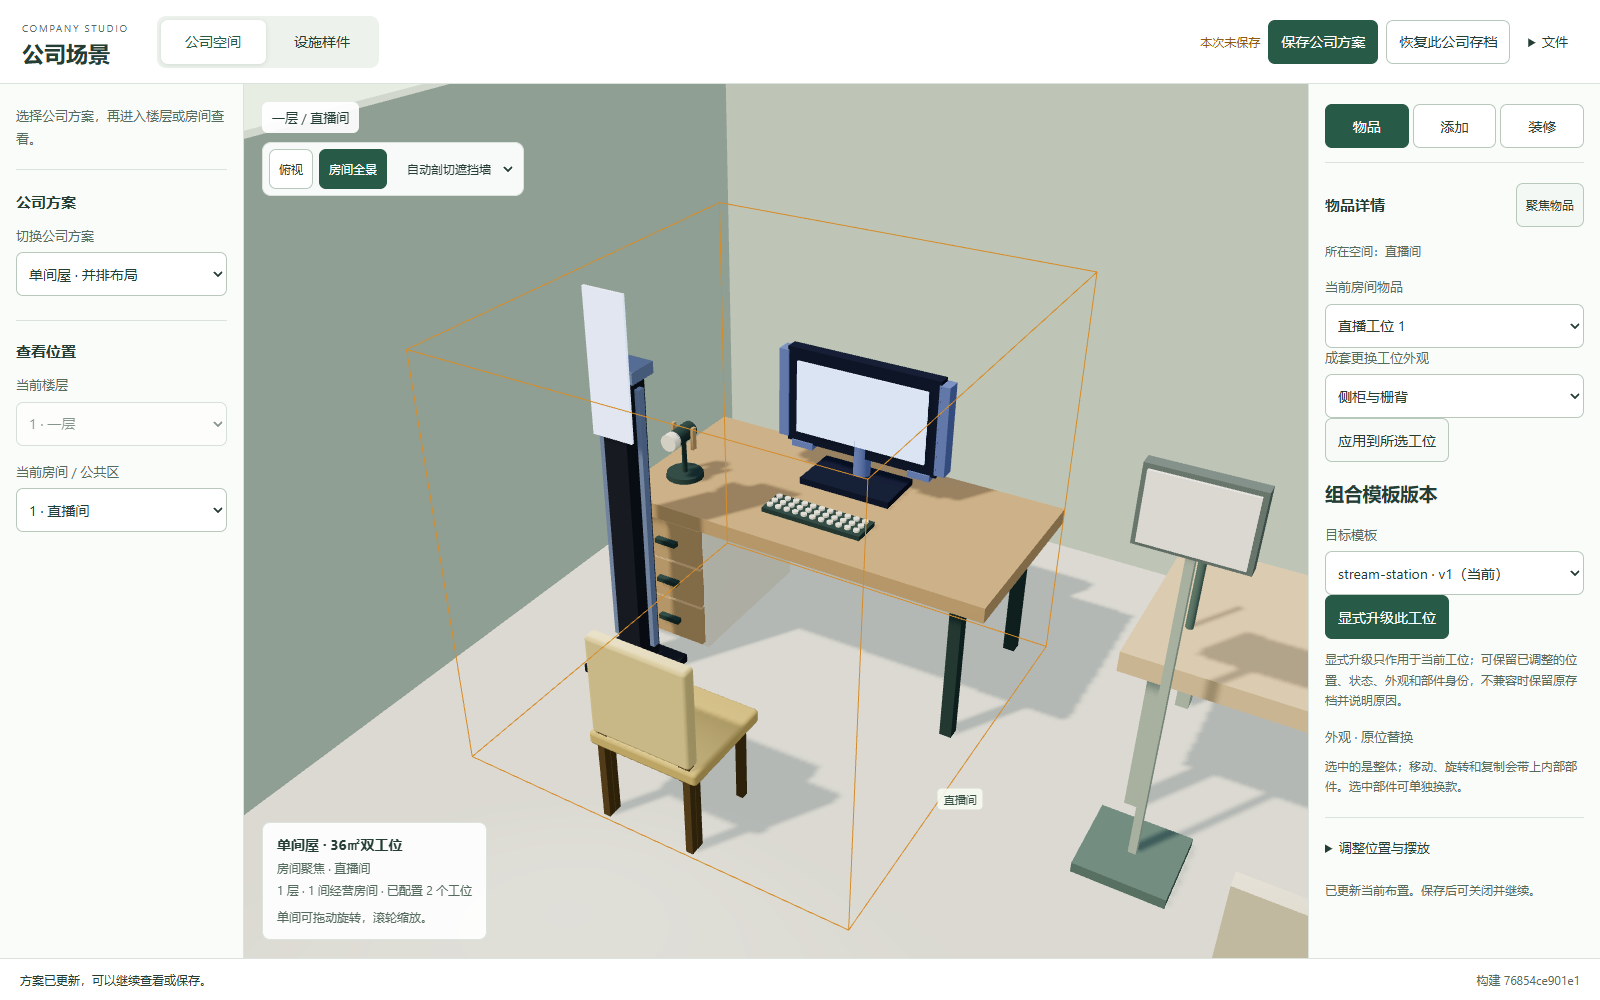 COMPANY STUDIO
公司场景
公司空间
设施样件
本次未保存
保存公司方案
恢复此公司存档
文件
选择公司方案，再进入楼层或房间查
看。
公司方案
切换公司方案
单间屋 · 并排布局
查看位置
当前楼层
1 · 一层
当前房间 / 公共区
1 · 直播间
一层 / 直播间
俯视
房间全景
自动剖切遮挡墙
直播间
单间屋 · 36㎡双工位
房间聚焦 · 直播间
1 层 · 1 间经营房间 · 已配置 2 个工位
单间可拖动旋转，滚轮缩放。
物品
添加
装修
物品详情
聚焦物品
所在空间：直播间
当前房间物品
直播工位 1
成套更换工位外观
侧柜与栅背
应用到所选工位
组合模板版本
目标模板
stream-station · v1（当前）
显式升级此工位
显式升级只作用于当前工位；可保留已调整的位
置、状态、外观和部件身份，不兼容时保留原存
档并说明原因。
外观 · 原位替换
选中的是整体；移动、旋转和复制会带上内部部
件。选中部件可单独换款。
调整位置与摆放
已更新当前布置。保存后可关闭并继续。
方案已更新，可以继续查看或保存。
构建 76854ce901e1